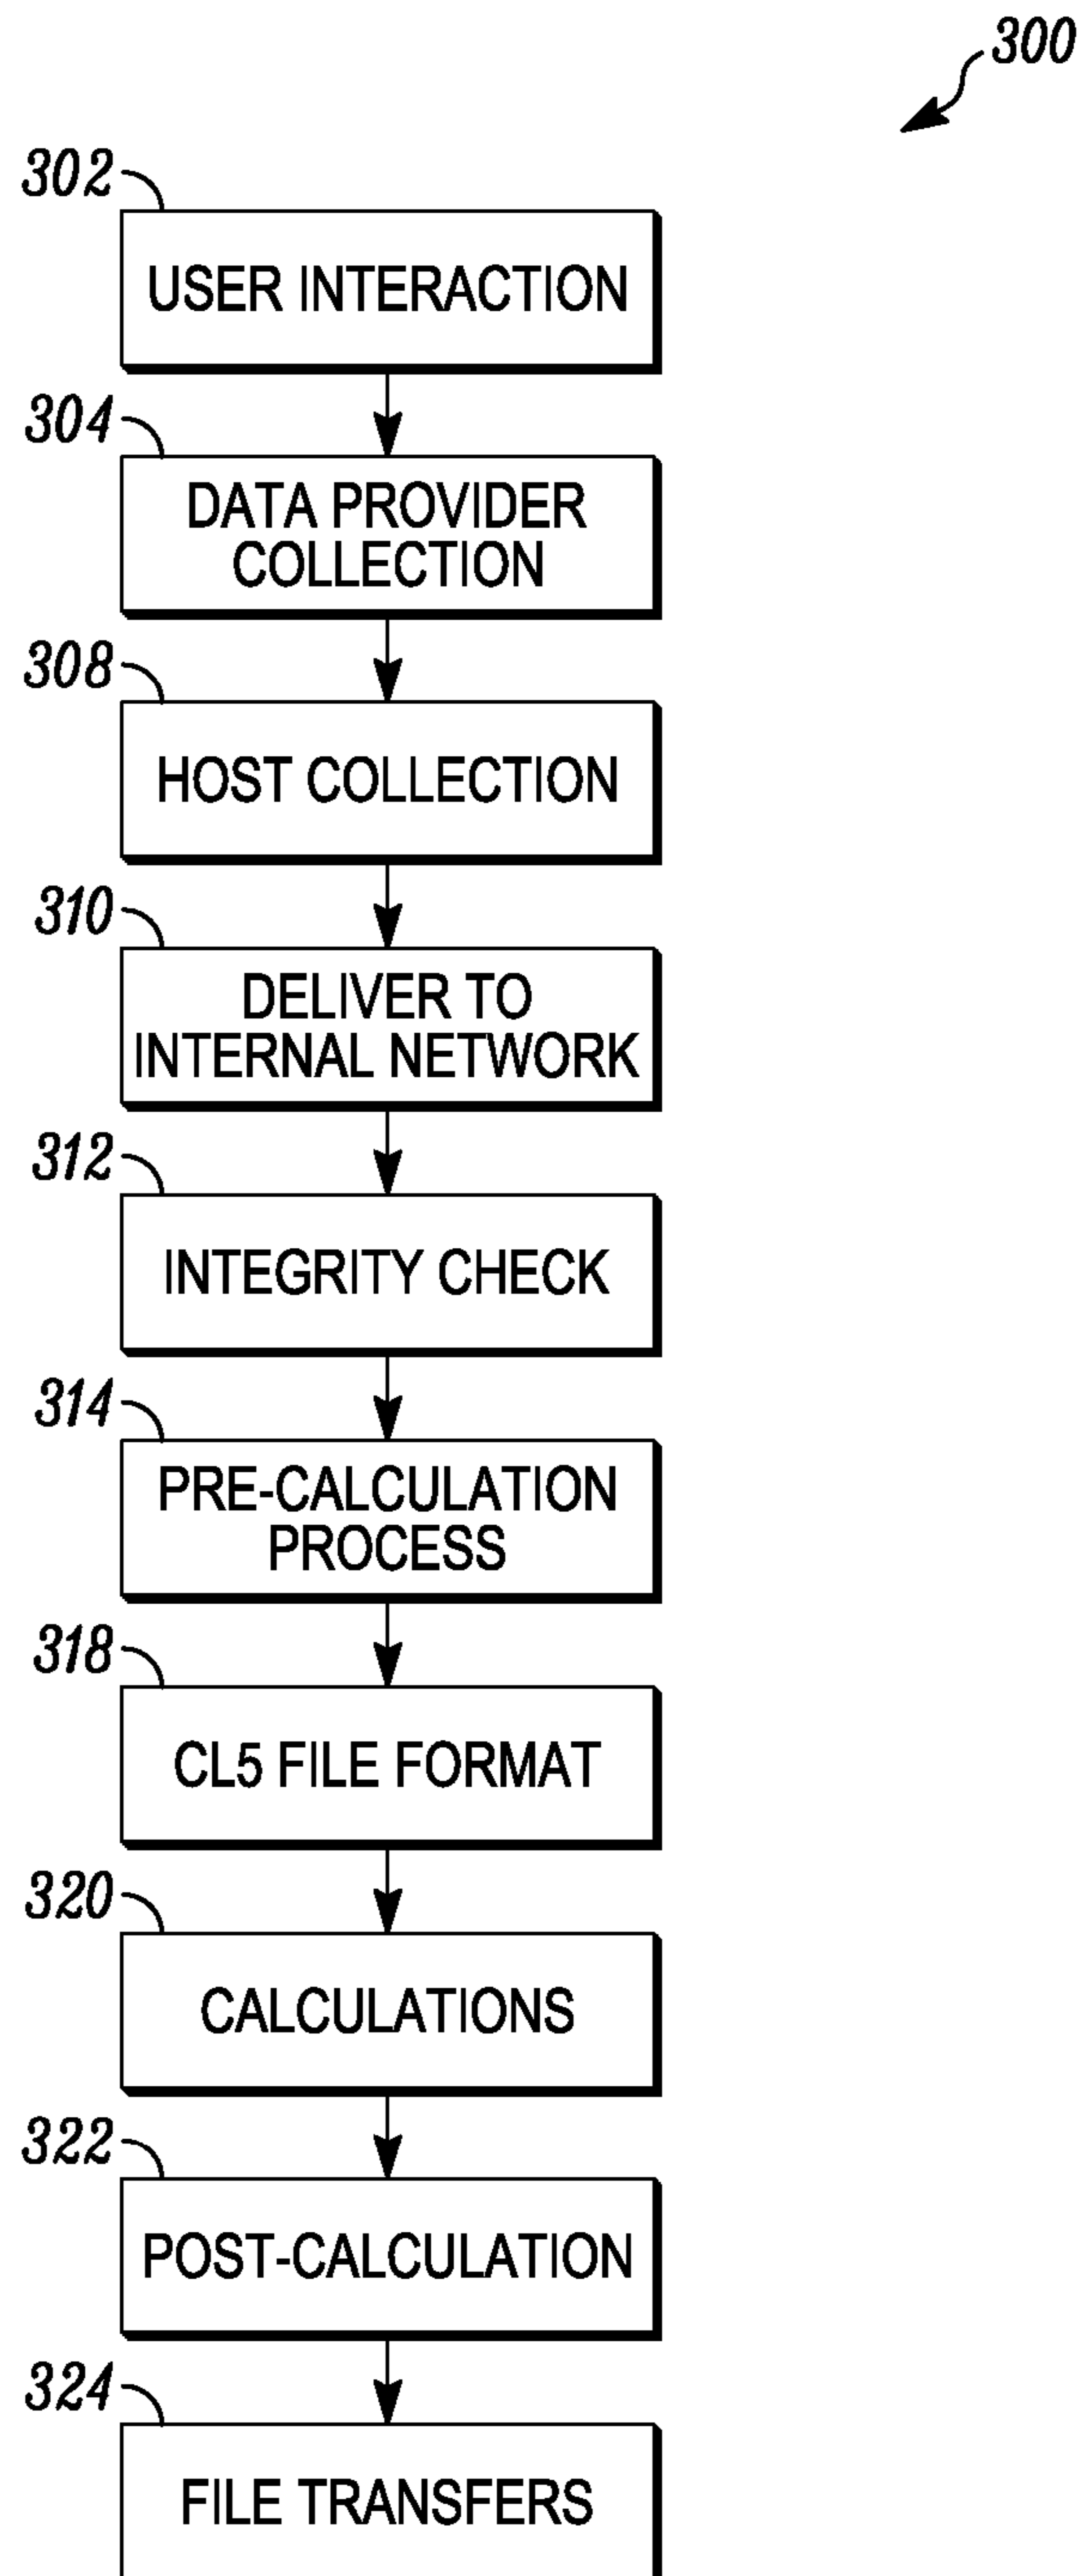 300
302
USER INTERACTION
304
DATA PROVIDER
COLLECTION
308
HOST COLLECTION
310
DELIVER TO
INTERNAL NETWORK
312
INTEGRITY CHECK
314
PRE-CALCULATION
PROCESS
318
CL5 FILE FORMAT
320
CALCULATIONS
322
POST-CALCULATION
324
FILE TRANSFERS